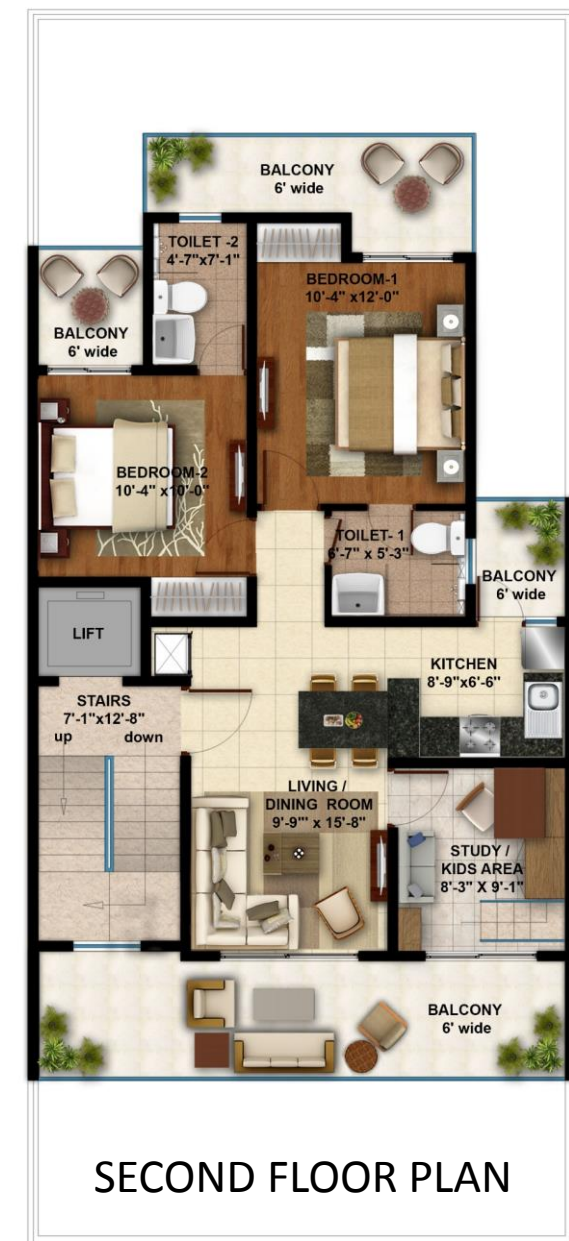 BALCONY
6' wide
TOILET -2
4'-7"x7'-1"
BEDROOM-1
10'-4" x12'-0"
BALCONY
6' wide
BEDROOM-2
10'-4" x10'-0"
TOILET- 1
6'-7" x 5'-3"
BALCONY
6' wide
LIFT
KITCHEN
8'-9"x6'-6"
STAIRS
7'-1"x12'-8"
up down
LIVING /
DINING ROOM
9'-9"' x 15'-8"
STUDY /
KIDS AREA
8'-3" X 9'-1"
BALCONY
6' wide
SECOND FLOOR PLAN